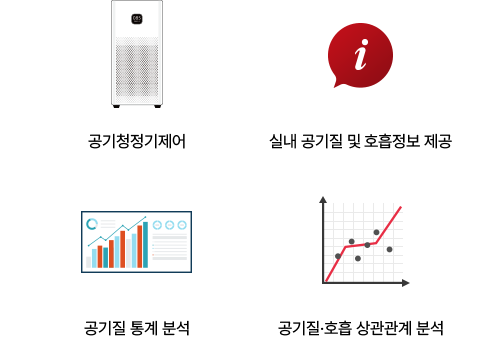 공기청정기제어
실내 공기질 및 호흡정보 제공
공기질 통계 분석
공기질·호흡 상관관계 분석